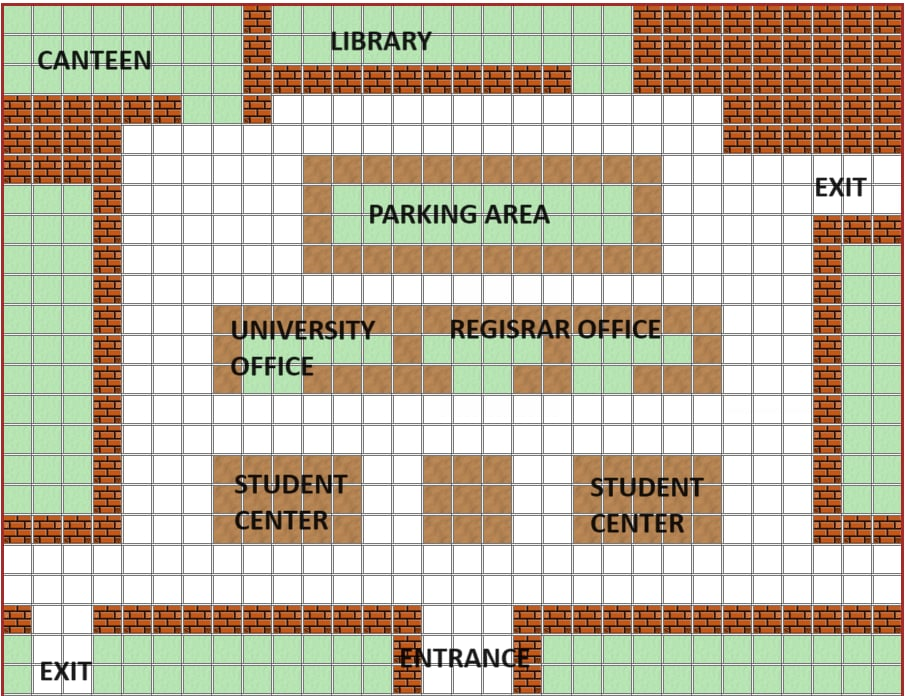 CANTEEN
LIBRARY
EXIT
PARKING AREA
UNIVERSITY
OFFICE
REGISRAR OFFICE
STUDENT
CENTER
STUDENT
CENTER
EXIT
ENTRANCE